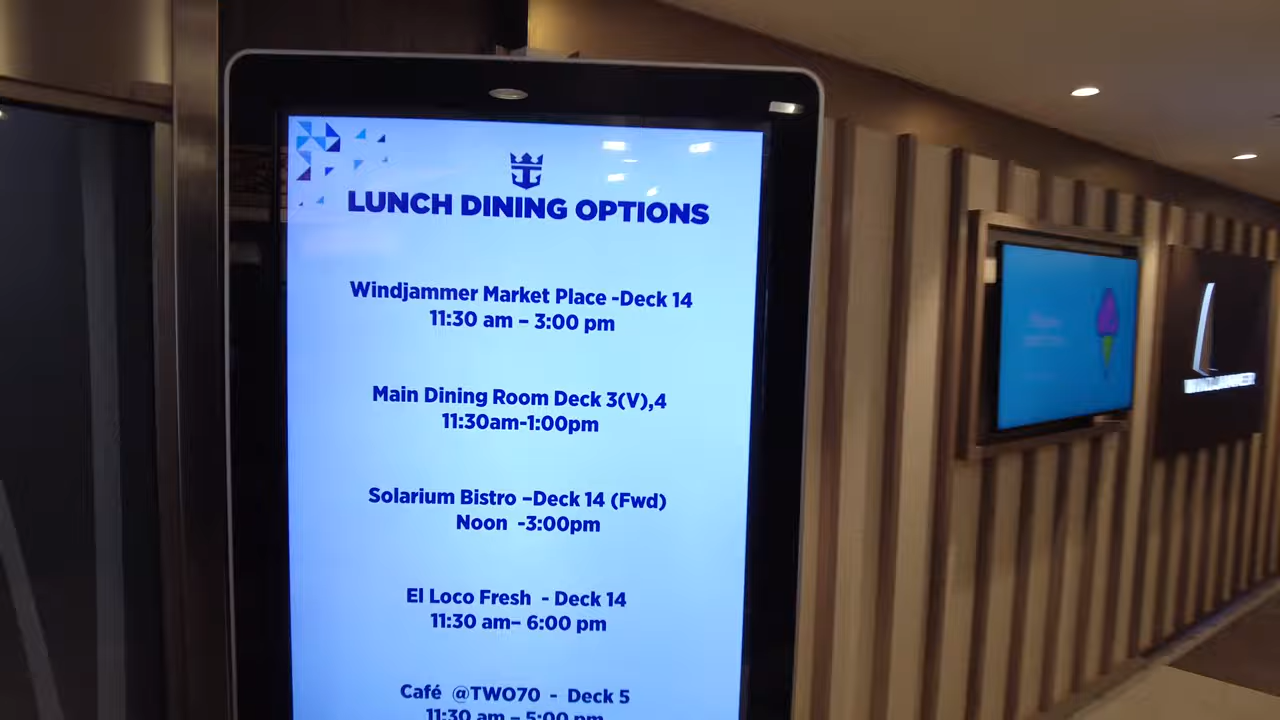 LUNCH DINING OPTIONS
Windjammer Market Place -Deck 14
11:30 am – 3:00 pm
Main Dining Room Deck 3(V),4
11:30am-1:00pm
Solarium Bistro –Deck 14 (Fwd)
Noon -3:00pm
El Loco Fresh - Deck 14
11:30 am– 6:00 pm
Café @TWO70 - Deck 5
11:30 am – 5:00 pm